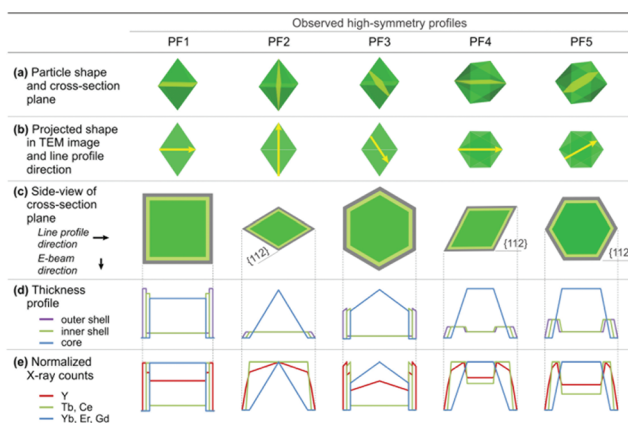 Observed high-symmetry profiles
PF1 PF2 PF3 PF4 PF5
(a) Particle shape
and cross-section
plane
(b) Projected shape
in TEM image
and line profile
direction
(c) Side-view of
cross-section
plane
Line profile
direction
E-beam
direction
{112}
{112}
{112}
(d) Thickness
profile
outer shell
inner shell
core
(e) Normalized
X-ray counts
Y
Tb, Ce
Yb, Er, Gd